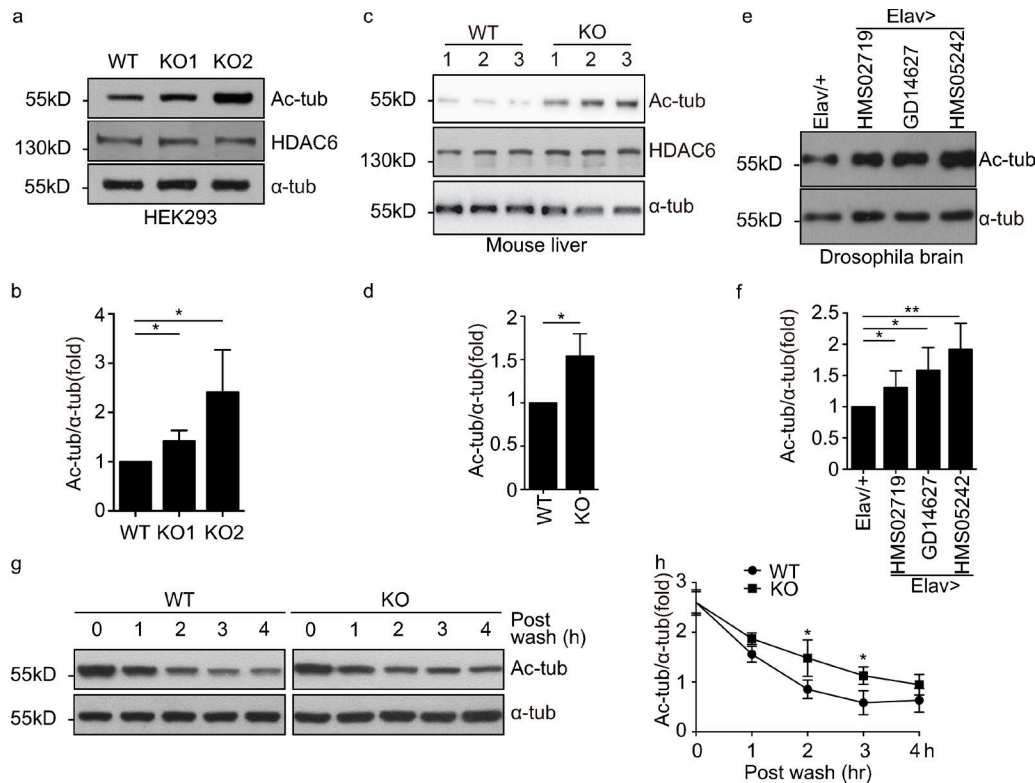 a
WT KO1 KO2
55kD Ac-tub
130kD HDAC6
55kD α-tub
HEK293
c
WT KO
1 2 3 1 2 3
55kD Ac-tub
130kD HDAC6
55kD α-tub
Mouse liver
e
Elav>
Elav/+ HMS02719 GD14627 HMS05242
55kD Ac-tub
55kD α-tub
Drosophila brain
b
Ac-tub/α-tub(fold)
4
3
2
1
0
* *
WT KO1 KO2
d
Ac-tub/α-tub(fold)
2
1.5
1
0.5
0
*
WT KO
f
Ac-tub/α-tub(fold)
2.5
2
1.5
1
0.5
0
**
*
*
Elav/+ HMS02719 GD14627 HMS05242
Elav>
g
WT KO
0 1 2 3 4 0 1 2 3 4 Post wash (h)
55kD Ac-tub
55kD α-tub
h
WT
KO
Ac-tub/α-tub(fold)
3
2
1
0
* *
0 1 2 3 4 h
Post wash (hr)